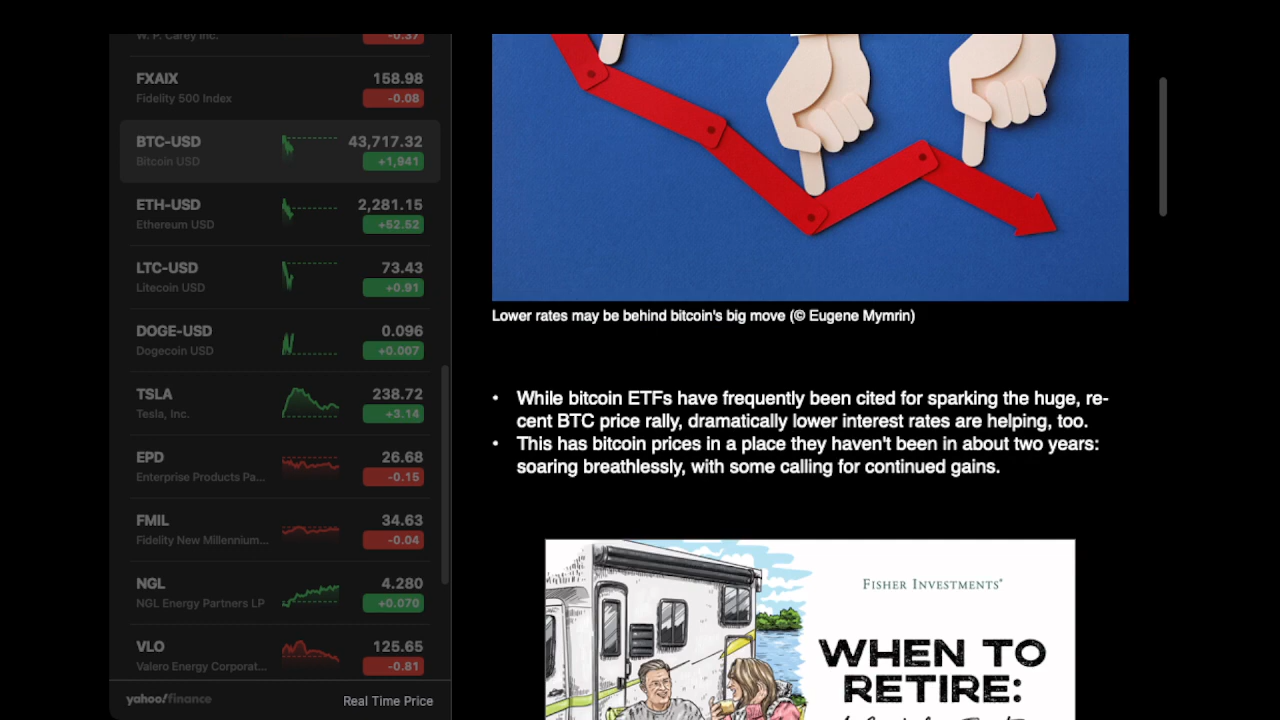 W. P. Carey Inc.
-0.37
FXAIX
158.98
Fidelity 500 Index
-0.08
BTC-USD
43,717.32
Bitcoin USD
+1,941
ETH-USD
2,281.15
Ethereum USD
+52.52
LTC-USD
73.43
Litecoin USD
+0.91
DOGE-USD
0.096
Dogecoin USD
+0.007
TSLA
238.72
Tesla, Inc.
+3.14
EPD
26.68
Enterprise Products Pa...
-0.15
FMIL
34.63
Fidelity New Millennium...
-0.04
NGL
4.280
NGL Energy Partners LP
+0.070
VLO
125.65
Valero Energy Corporat...
-0.81
yahoo!finance
Real Time Price
Lower rates may be behind bitcoin's big move (© Eugene Mymrin)
• While bitcoin ETFs have frequently been cited for sparking the huge, re-
cent BTC price rally, dramatically lower interest rates are helping, too.
• This has bitcoin prices in a place they haven't been in about two years:
soaring breathlessly, with some calling for continued gains.
FISHER INVESTMENTS®
WHEN TO
RETIRE: